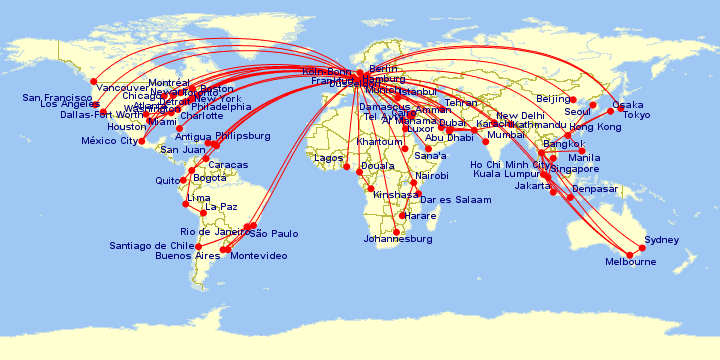 Vancouver
San Francisco
Los Angeles
Dallas-Fort Worth
Houston
México City
Montréal
Chicago
Toronto
Boston
New York
Detroit
Atlanta
Washington
Philadelphia
Charlotte
Miami
Antigua
Philipsburg
San Juan
Caracas
Bogota
Quito
Lima
La Paz
Rio de Janeiro
São Paulo
Santiago de Chile
Buenos Aires
Montevideo
Köln-Bonn
Berlin
Hamburg
Frankfurt
Düsseldorf
Munich
Istanbul
Tehran
Damascus
Amman
Tel Aviv
Luxor
Manama
Dubai
Abu Dhabi
Khartoum
Sana'a
Lagos
Douala
Nairobi
Kinshasa
Dar es Salaam
Harare
Johannesburg
Karachi
New Delhi
Kathmandu
Mumbai
Beijing
Seoul
Osaka
Tokyo
Hong Kong
Bangkok
Manila
Ho Chi Minh City
Kuala Lumpur
Singapore
Jakarta
Denpasar
Sydney
Melbourne